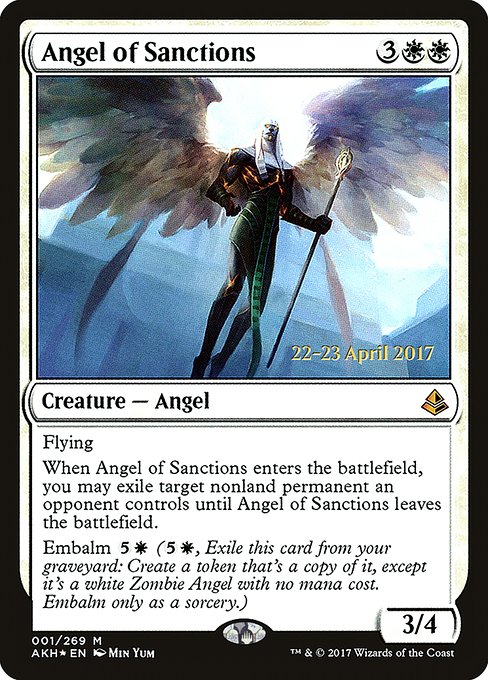 Angel of Sanctions 3
22–23 April 2017
Creature — Angel
Flying
When Angel of Sanctions enters the battlefield,
you may exile target nonland permanent an
opponent controls until Angel of Sanctions leaves
the battlefield.
Embalm 5 (5, Exile this card from your
graveyard: Create a token that's a copy of it, except
it's a white Zombie Angel with no mana cost.
Embalm only as a sorcery.)
3/4
001/269 M
AKH★EN Min Yum
™ & © 2017 Wizards of the Coast